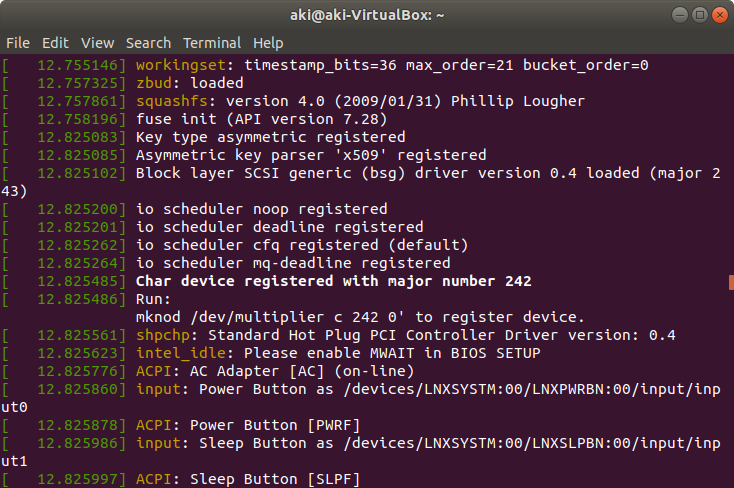 aki@aki-VirtualBox: ~
File Edit View Search Terminal Help
[   12.755146] workingset: timestamp_bits=36 max_order=21 bucket_order=0
[   12.757325] zbud: loaded
[   12.757861] squashfs: version 4.0 (2009/01/31) Phillip Lougher
[   12.758196] fuse init (API version 7.28)
[   12.825083] Key type asymmetric registered
[   12.825085] Asymmetric key parser 'x509' registered
[   12.825102] Block layer SCSI generic (bsg) driver version 0.4 loaded (major 2
43)
[   12.825200] io scheduler noop registered
[   12.825201] io scheduler deadline registered
[   12.825262] io scheduler cfq registered (default)
[   12.825264] io scheduler mq-deadline registered
[   12.825485] Char device registered with major number 242
[   12.825486] Run:
               mknod /dev/multiplier c 242 0' to register device.
[   12.825561] shpchp: Standard Hot Plug PCI Controller Driver version: 0.4
[   12.825623] intel_idle: Please enable MWAIT in BIOS SETUP
[   12.825776] ACPI: AC Adapter [AC] (on-line)
[   12.825860] input: Power Button as /devices/LNXSYSTM:00/LNXPWRBN:00/input/inp
ut0
[   12.825878] ACPI: Power Button [PWRF]
[   12.825986] input: Sleep Button as /devices/LNXSYSTM:00/LNXSLPBN:00/input/inp
ut1
[   12.825997] ACPI: Sleep Button [SLPF]